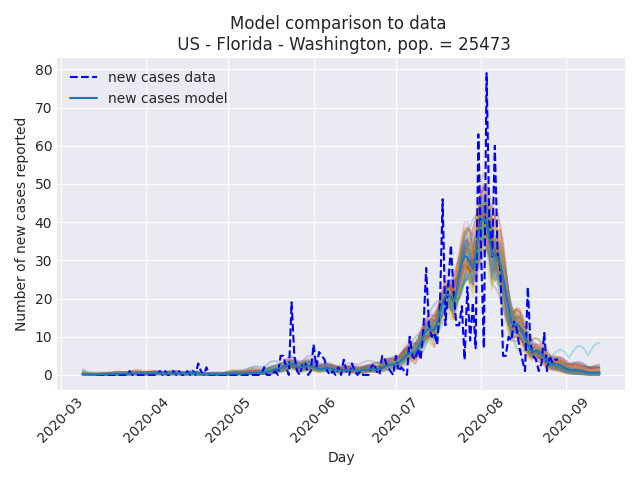 Model comparison to data
US - Florida - Washington, pop. = 25473
new cases data
new cases model
Number of new cases reported
80
70
60
50
40
30
20
10
0
2020-03
2020-04
2020-05
2020-06
2020-07
2020-08
2020-09
Day